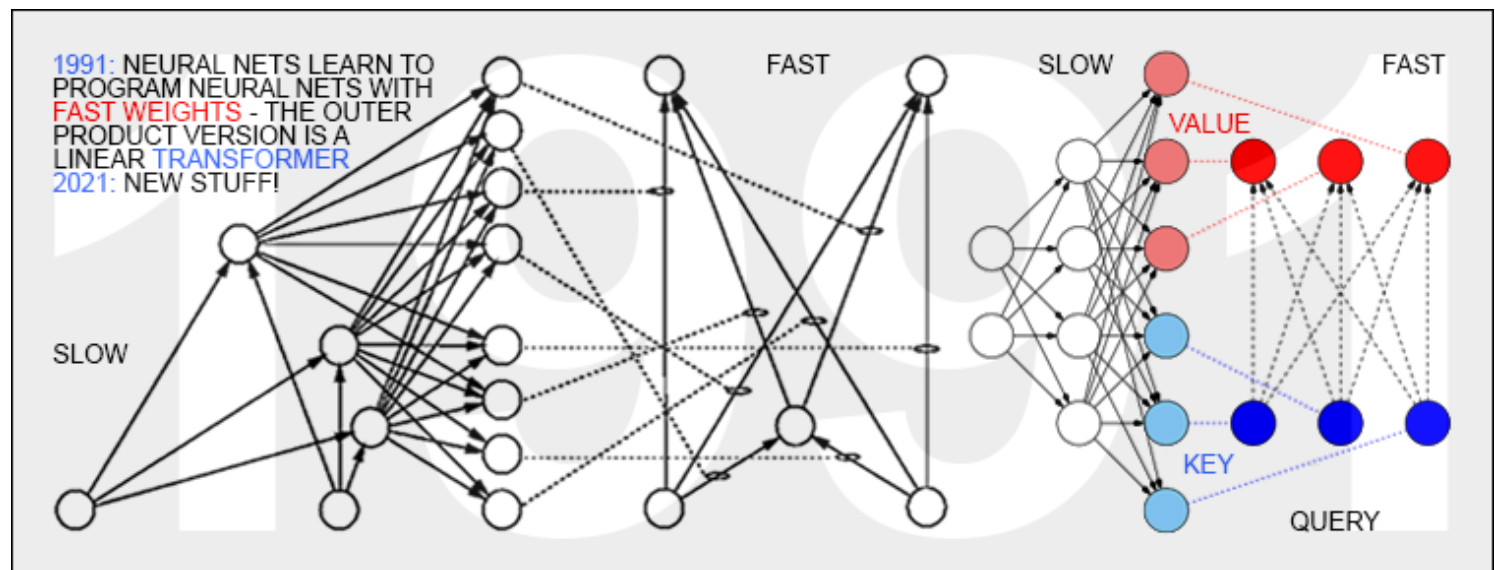 1991: NEURAL NETS LEARN TO
PROGRAM NEURAL NETS WITH
FAST WEIGHTS - THE OUTER
PRODUCT VERSION IS A
LINEAR TRANSFORMER
2021: NEW STUFF!
SLOW
FAST
SLOW
FAST
VALUE
KEY
QUERY
1991